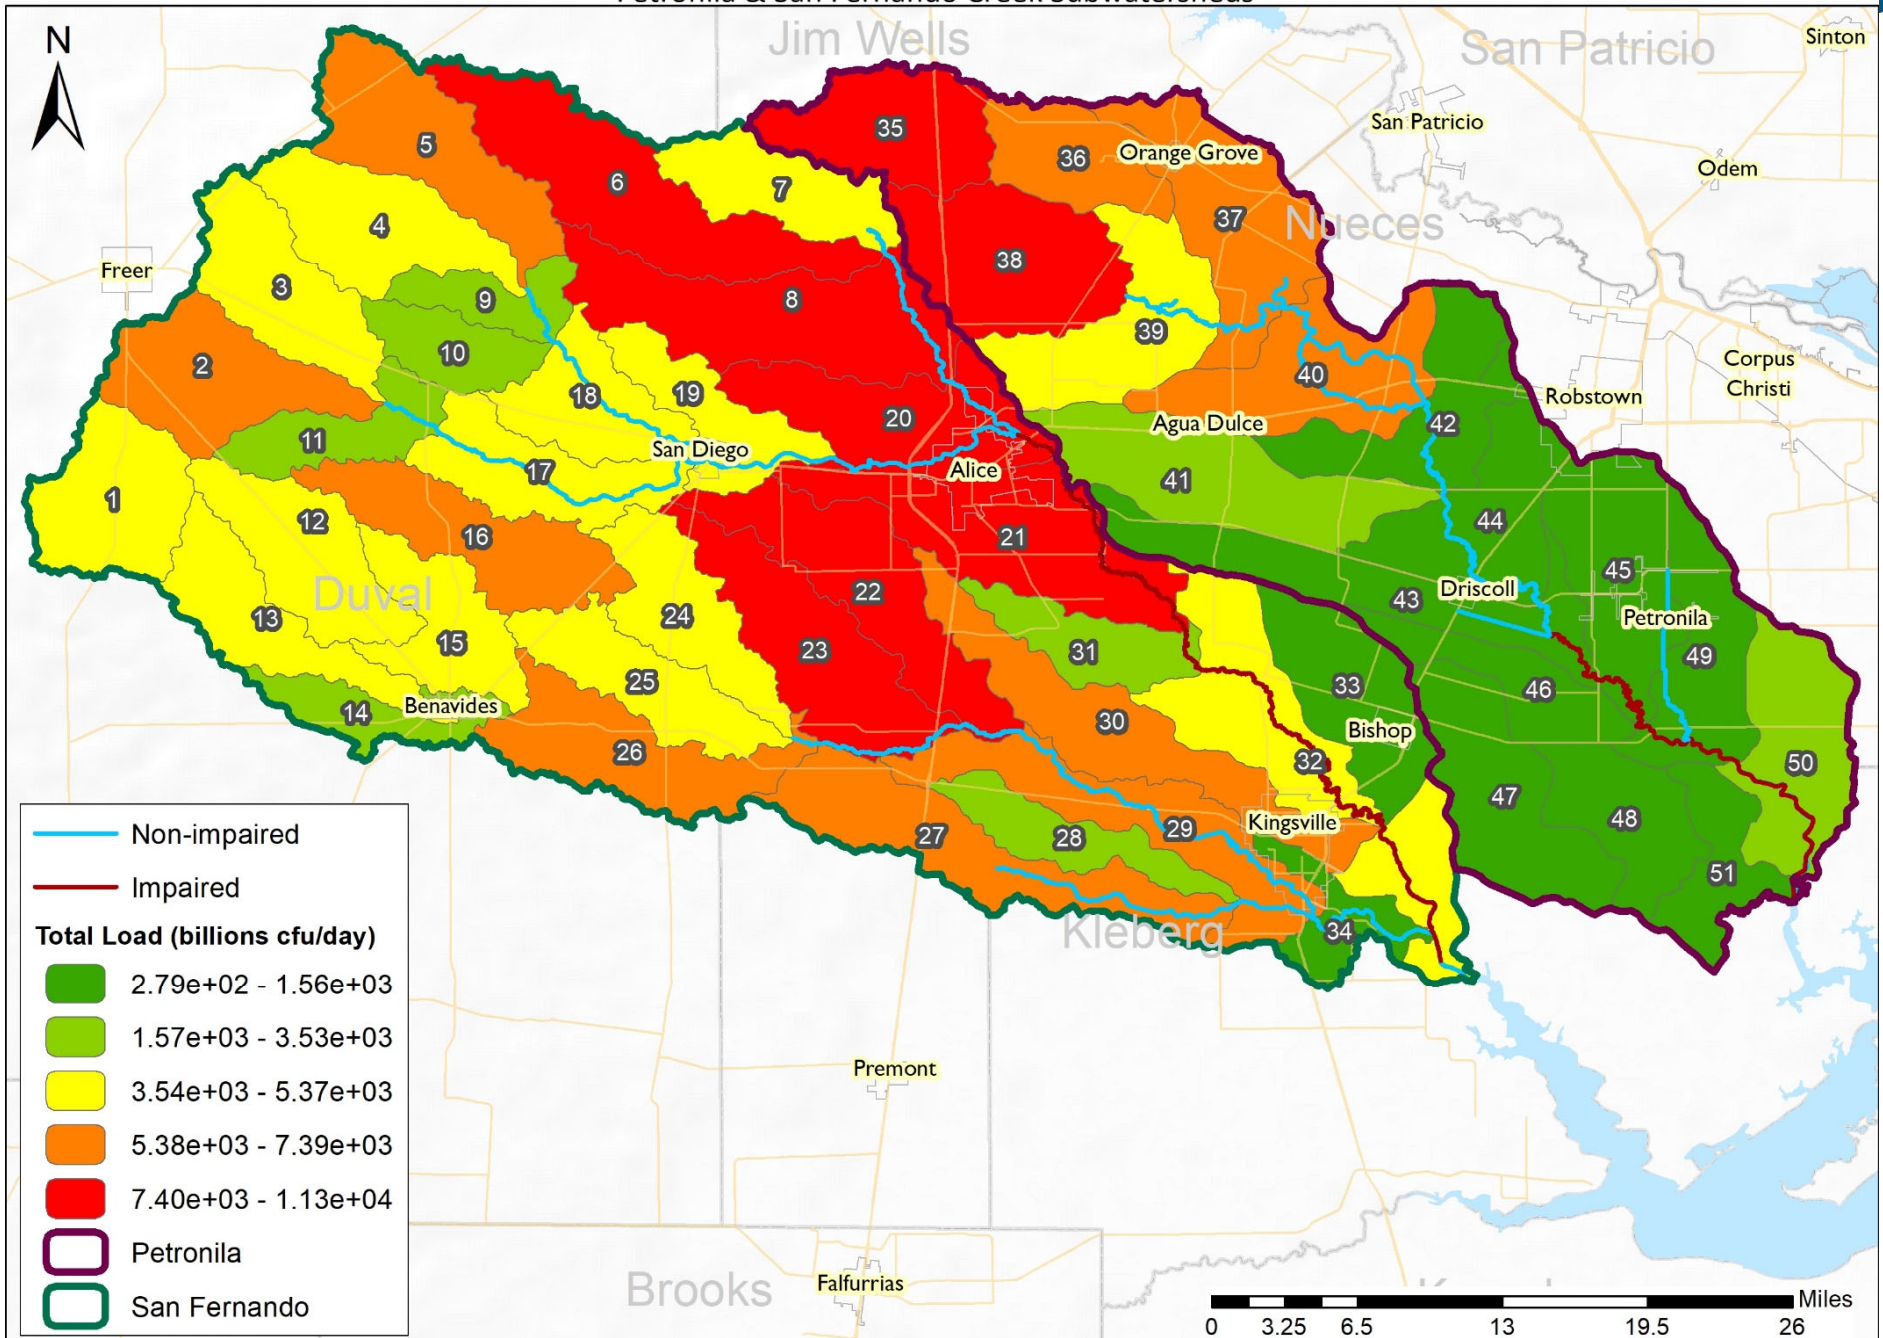 Petronila & San Fernando Creek Subwatersheds
N
Jim Wells
San Patricio
Sinton
San Patricio
Odem
Orange Grove
Nueces
Freer
Corpus
Christi
Robstown
Agua Dulce
San Diego
Alice
Duval
Driscoll
Petronila
Benavides
Bishop
Kingsville
Kleberg
Premont
Brooks
Falfurrias
1
2
3
4
5
6
7
8
9
10
11
12
13
14
15
16
17
18
19
20
21
22
23
24
25
26
27
28
29
30
31
32
33
34
35
36
37
38
39
40
41
42
43
44
45
46
47
48
49
50
51
Non-impaired
Impaired
Total Load (billions cfu/day)
2.79e+02 - 1.56e+03
1.57e+03 - 3.53e+03
3.54e+03 - 5.37e+03
5.38e+03 - 7.39e+03
7.40e+03 - 1.13e+04
Petronila
San Fernando
Miles
0 3.25 6.5 13 19.5 26